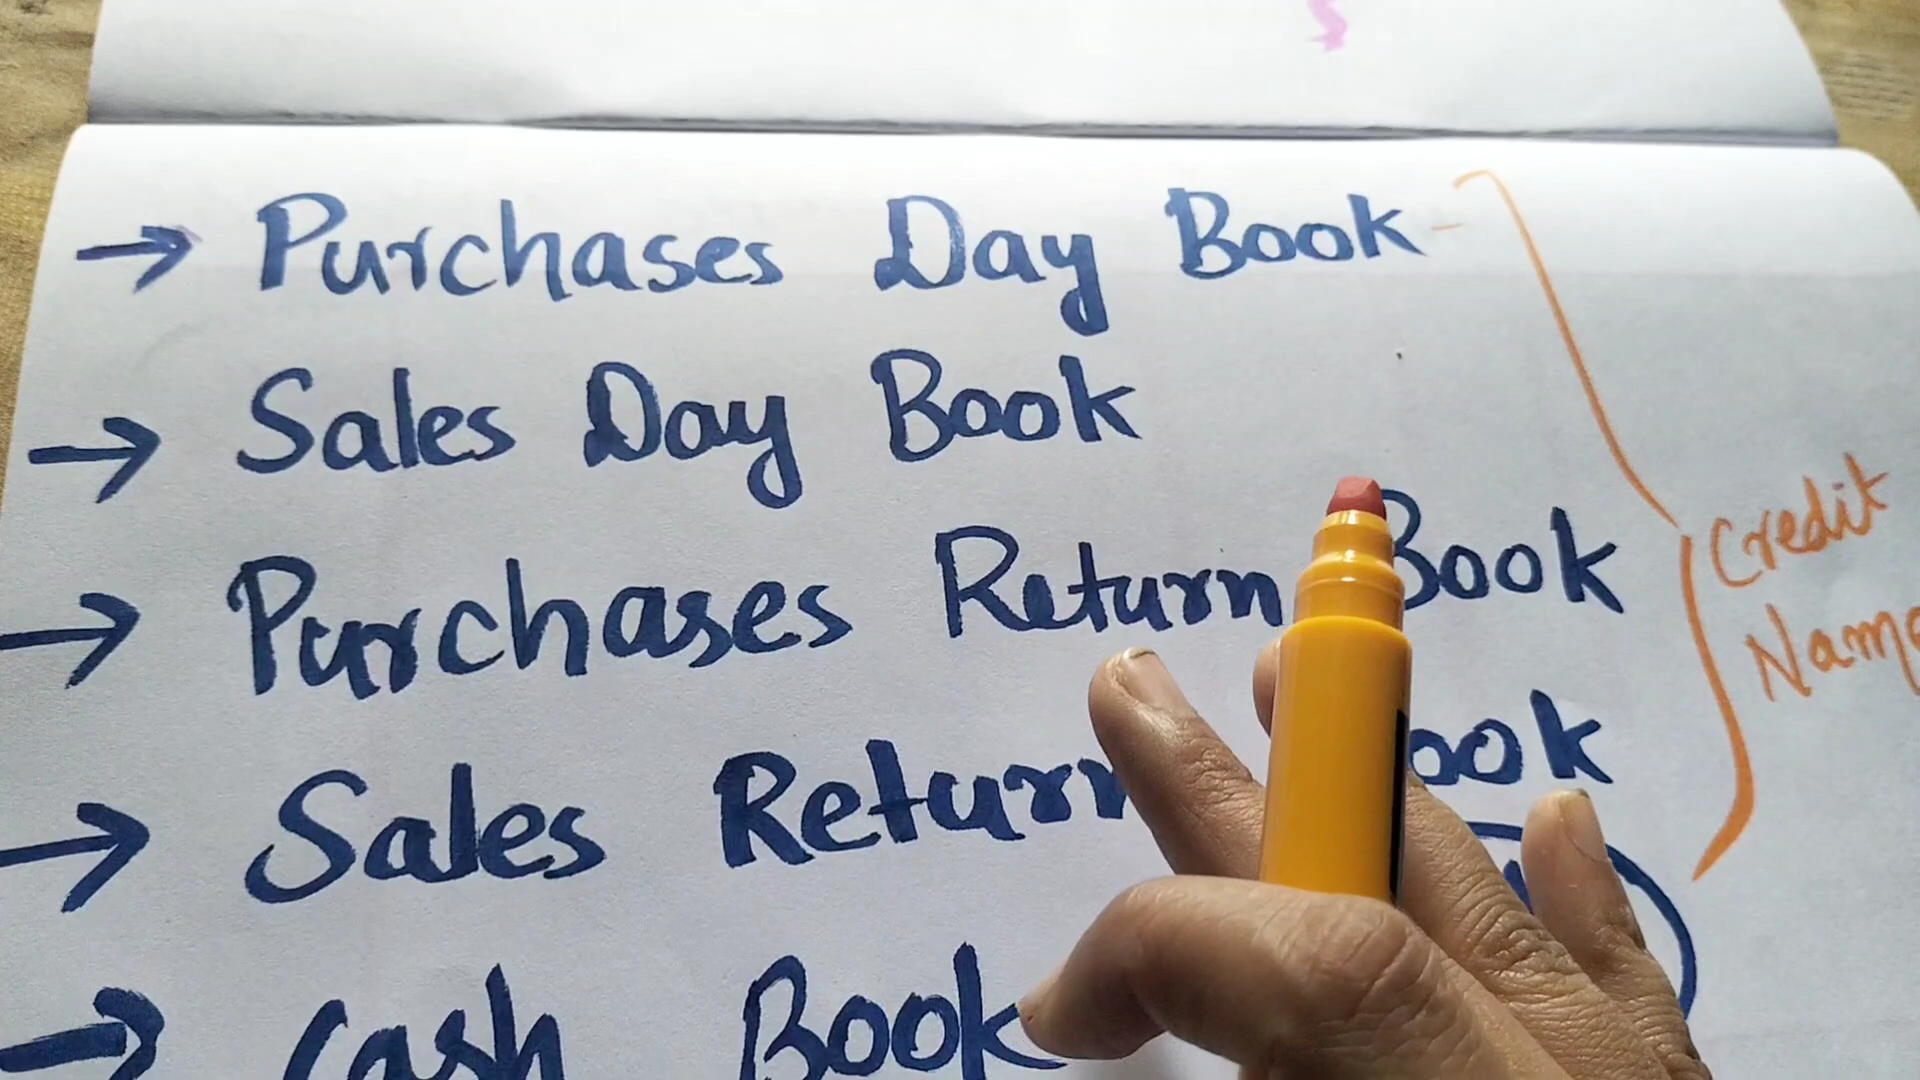 → Purchases Day Book -
→ Sales Day Book
→ Purchases Return Book
→ Sales Return
→ Cash Book
Credit